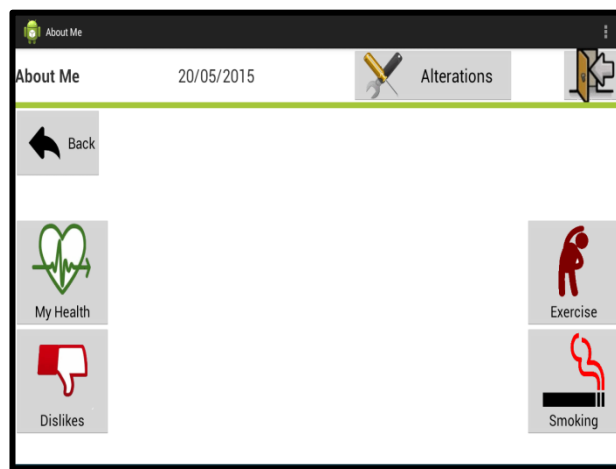 About Me
About Me 20/05/2015 Alterations
Back
My Health Exercise
Dislikes Smoking